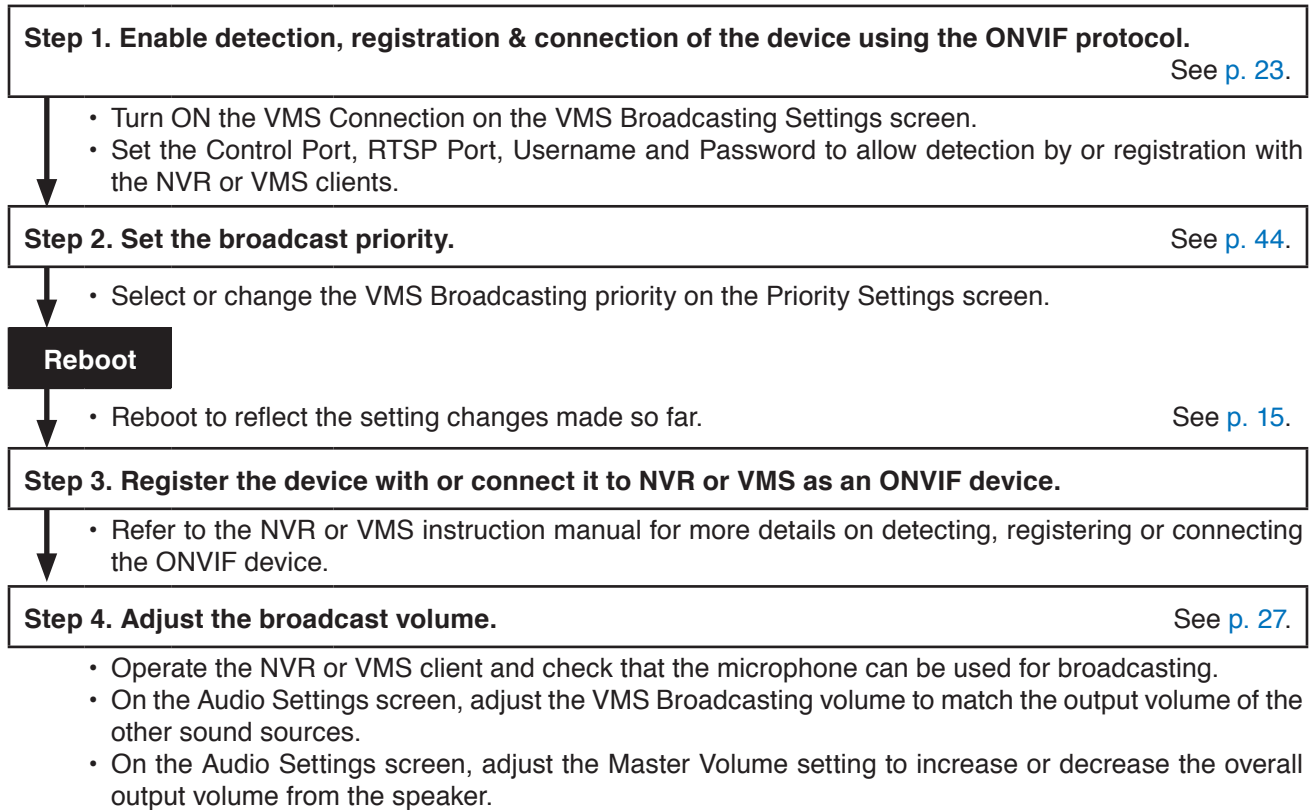 Step 1. Enable detection, registration & connection of the device using the ONVIF protocol.
See p. 23.
• Turn ON the VMS Connection on the VMS Broadcasting Settings screen.
• Set the Control Port, RTSP Port, Username and Password to allow detection by or registration with
the NVR or VMS clients.
Step 2. Set the broadcast priority. See p. 44.
• Select or change the VMS Broadcasting priority on the Priority Settings screen.
Reboot
• Reboot to reflect the setting changes made so far. See p. 15.
Step 3. Register the device with or connect it to NVR or VMS as an ONVIF device.
• Refer to the NVR or VMS instruction manual for more details on detecting, registering or connecting
the ONVIF device.
Step 4. Adjust the broadcast volume. See p. 27.
• Operate the NVR or VMS client and check that the microphone can be used for broadcasting.
• On the Audio Settings screen, adjust the VMS Broadcasting volume to match the output volume of the
other sound sources.
• On the Audio Settings screen, adjust the Master Volume setting to increase or decrease the overall
output volume from the speaker.